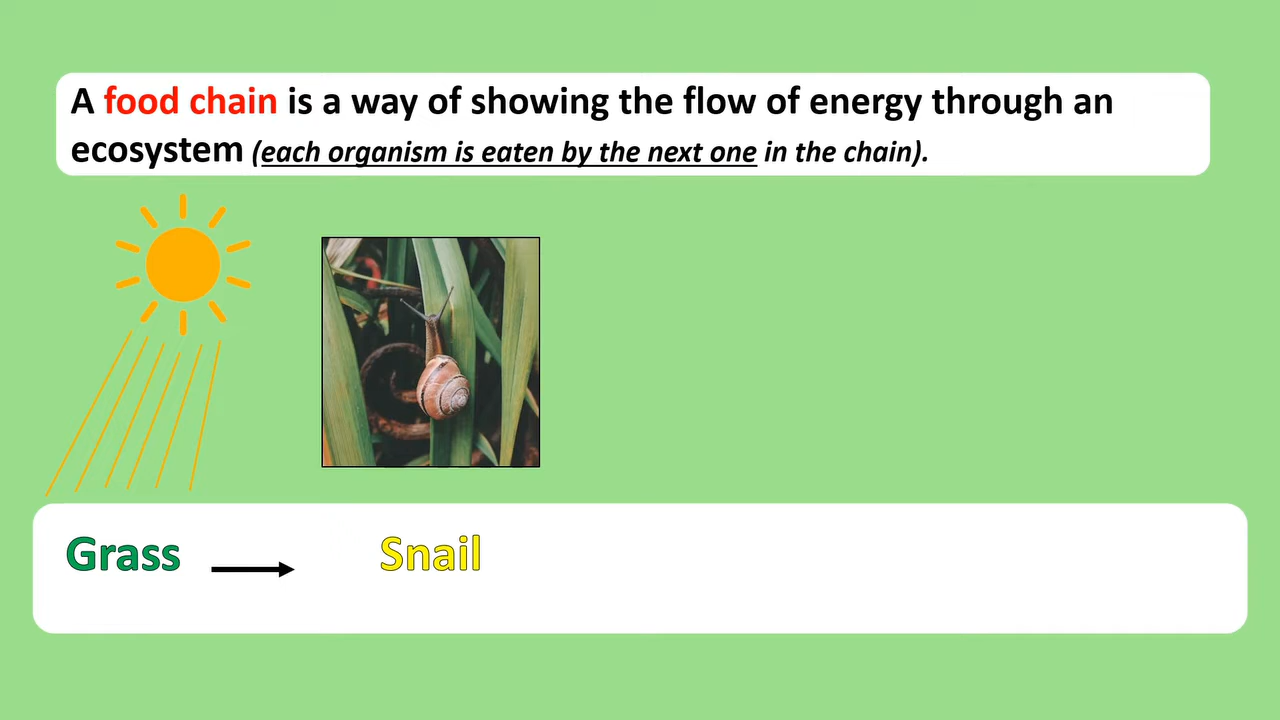 A food chain is a way of showing the flow of energy through an
ecosystem (each organism is eaten by the next one in the chain).
Grass Snail